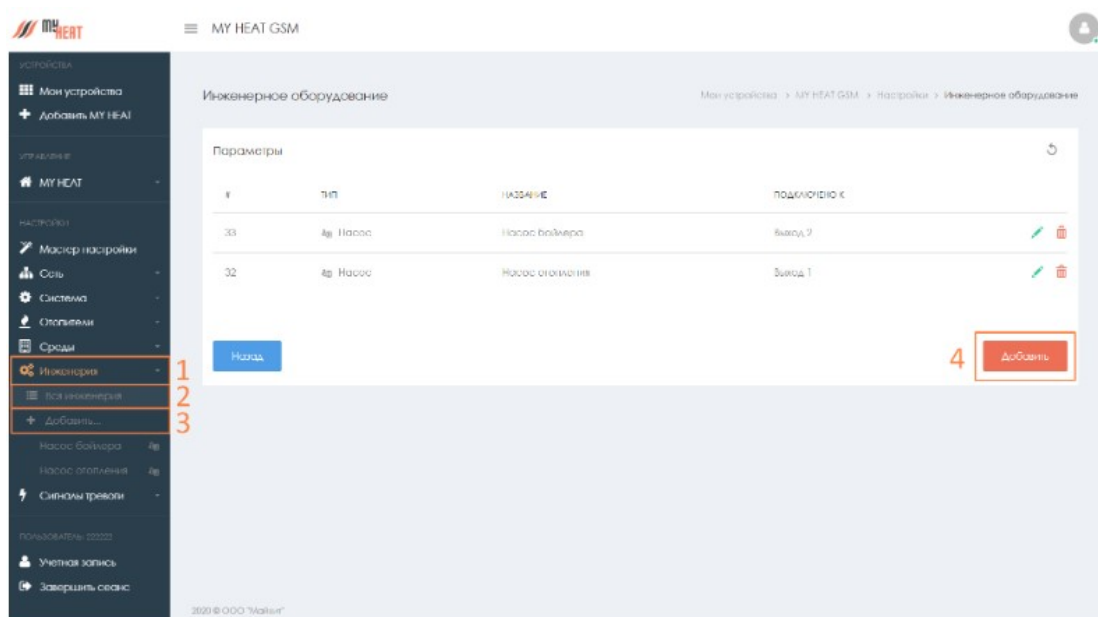 MY HEAT
MY HEAT GSM
УСТРОЙСТВА
Мои устройства
Добавить MY HEAT
УПРАВЛЕНИЕ
MY HEAT
НАСТРОЙКИ
Мастер настройки
Сеть
Система
Отопители
Среды
Инженерия
1
Вся инженерия
2
Добавить...
3
Насос бойлера
Насос отопления
Сигналы тревоги
ПОЛЬЗОВАТЕЛЬ: 222222
Учетная запись
Завершить сеанс
Инженерное оборудование
Мои устройства > MY HEAT GSM > Настройки > Инженерное оборудование
Параметры
# ТИП НАЗВАНИЕ ПОДКЛЮЧЕНО К
33 Насос Насос бойлера Выход 2
32 Насос Насос отопления Выход 1
Назад
4 Добавить
2020 © ООО "Майхит"